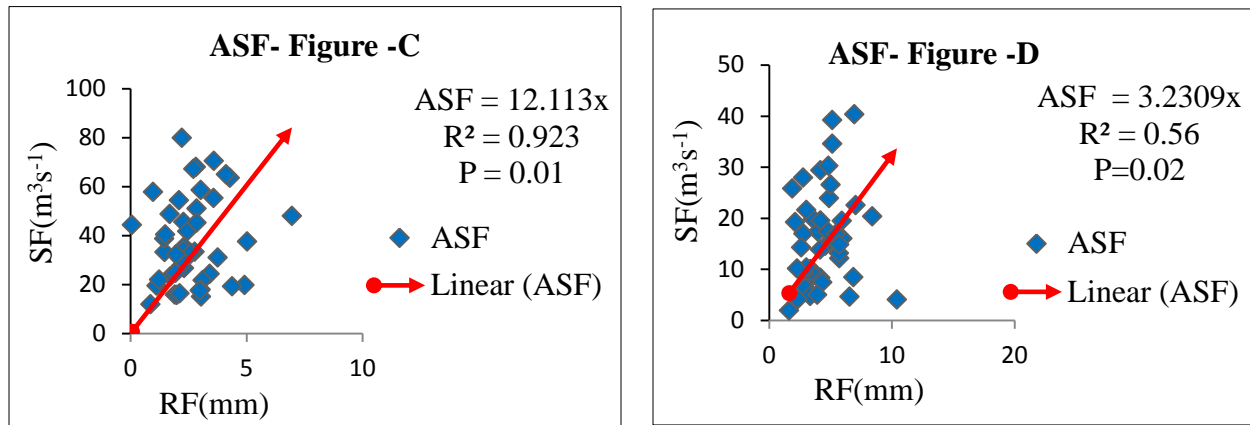 ASF- Figure -C
ASF = 12.113x
R² = 0.923
P = 0.01
100
80
60
40
20
0
SF(m³s⁻¹)
ASF
Linear (ASF)
0 5 10
RF(mm)
ASF- Figure -D
ASF = 3.2309x
R² = 0.56
P=0.02
50
40
30
20
10
0
SF(m³s⁻¹)
ASF
Linear (ASF)
0 10 20
RF(mm)